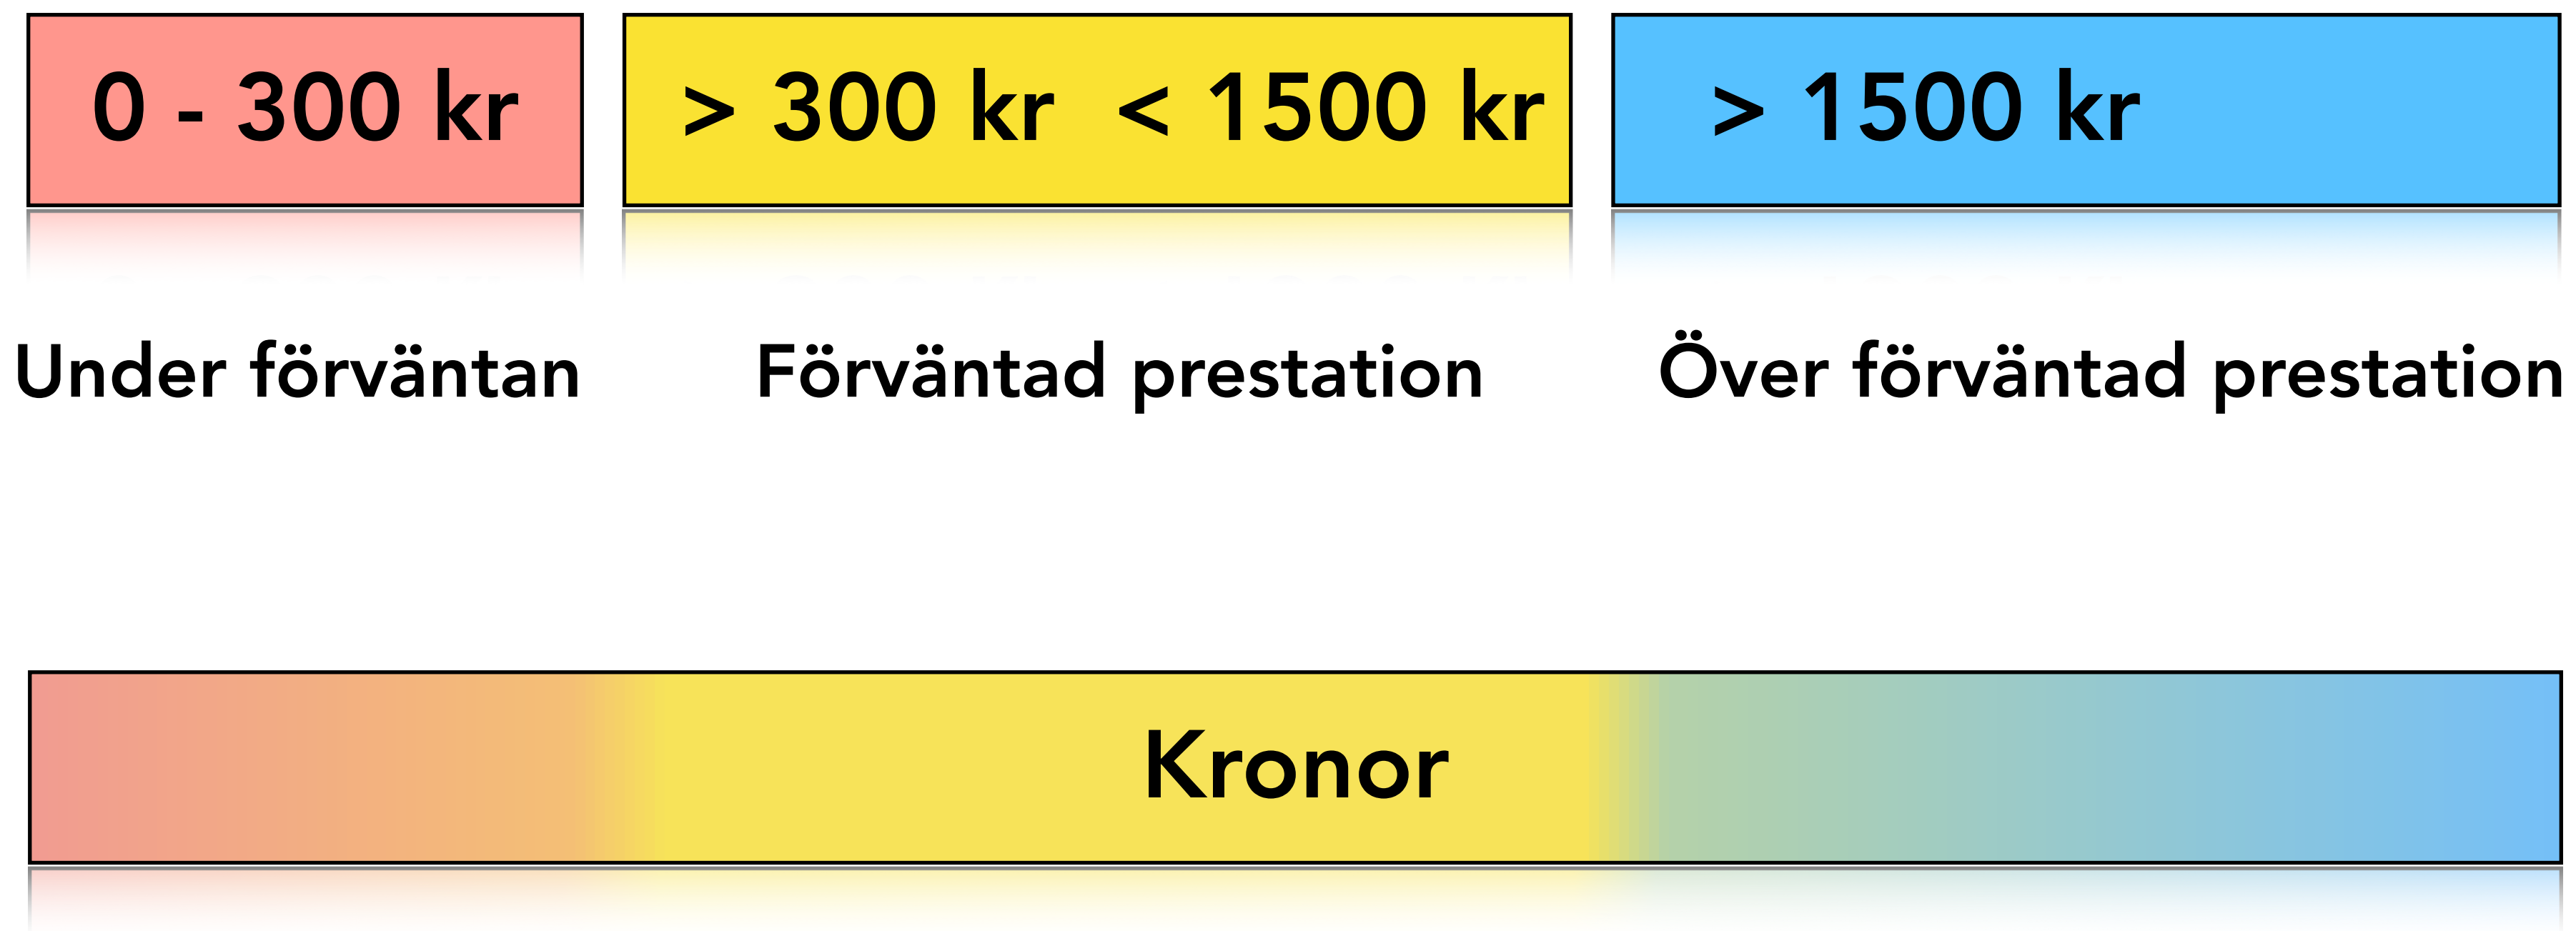 0 - 300 kr
> 300 kr < 1500 kr
> 1500 kr
Under förväntan
Förväntad prestation
Över förväntad prestation
Kronor